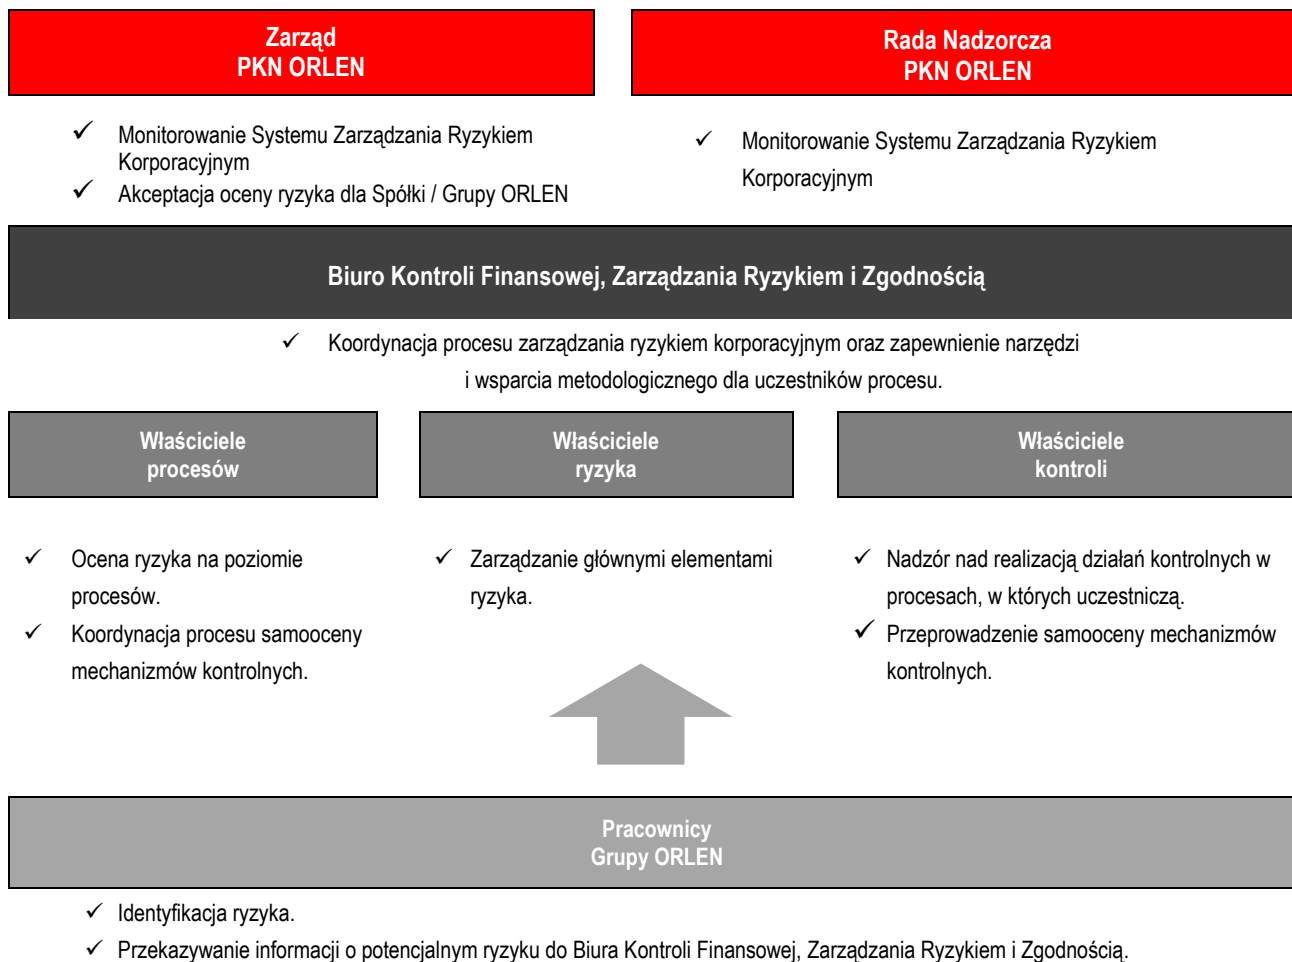 Zarząd
PKN ORLEN
Rada Nadzorcza
PKN ORLEN
✓ Monitorowanie Systemu Zarządzania Ryzykiem
Korporacyjnym
✓ Akceptacja oceny ryzyka dla Spółki / Grupy ORLEN
✓ Monitorowanie Systemu Zarządzania Ryzykiem
Korporacyjnym
Biuro Kontroli Finansowej, Zarządzania Ryzykiem i Zgodnością
✓ Koordynacja procesu zarządzania ryzykiem korporacyjnym oraz zapewnienie narzędzi
i wsparcia metodologicznego dla uczestników procesu.
Właściciele
procesów
✓ Ocena ryzyka na poziomie
procesów.
✓ Koordynacja procesu samooceny
mechanizmów kontrolnych.
Właściciele
ryzyka
✓ Zarządzanie głównymi elementami
ryzyka.
Właściciele
kontroli
✓ Nadzór nad realizacją działań kontrolnych w
procesach, w których uczestniczą.
✓ Przeprowadzenie samooceny mechanizmów
kontrolnych.
Pracownicy
Grupy ORLEN
✓ Identyfikacja ryzyka.
✓ Przekazywanie informacji o potencjalnym ryzyku do Biura Kontroli Finansowej, Zarządzania Ryzykiem i Zgodnością.